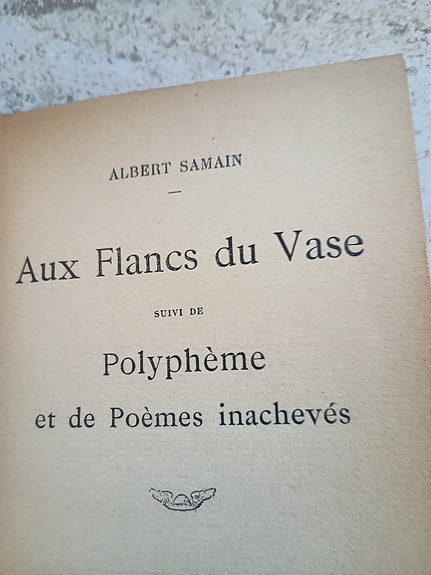 ALBERT SAMAIN
Aux Flancs du Vase
SUIVI DE
Polyphème
et de Poèmes inachevés